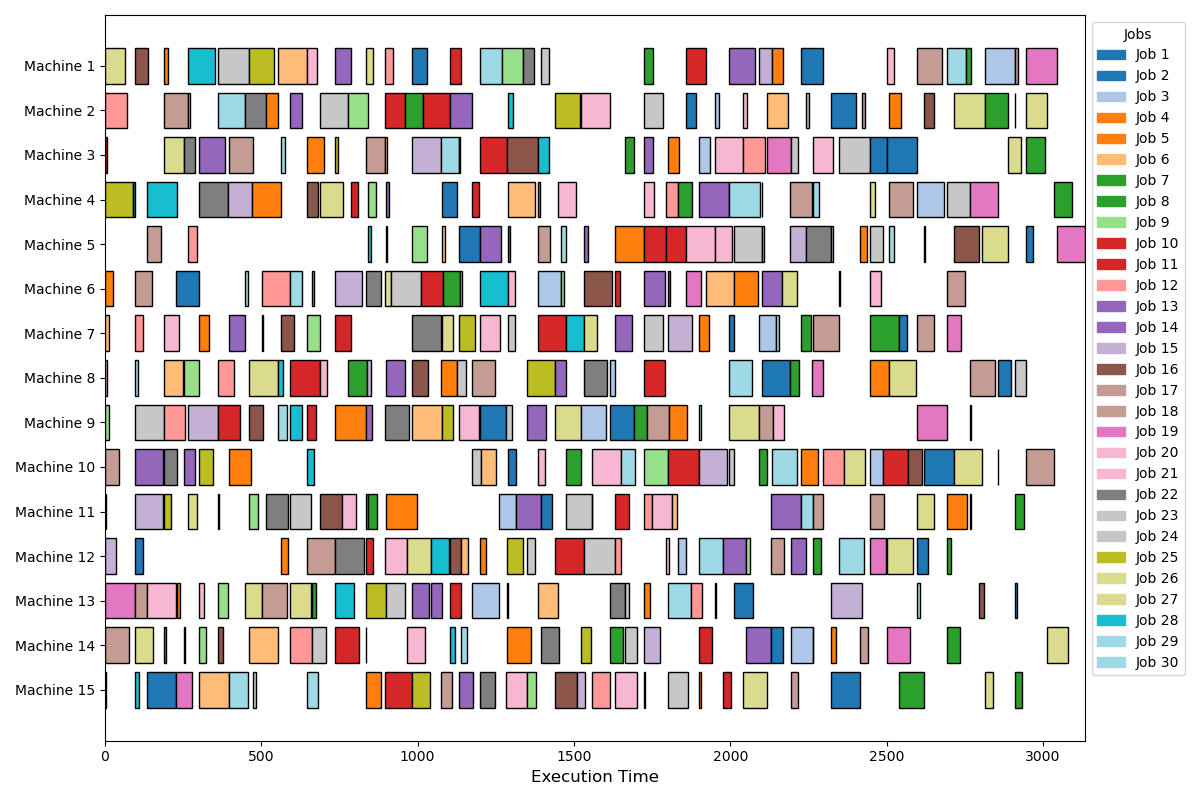 Machine 1
Machine 2
Machine 3
Machine 4
Machine 5
Machine 6
Machine 7
Machine 8
Machine 9
Machine 10
Machine 11
Machine 12
Machine 13
Machine 14
Machine 15
0 500 1000 1500 2000 2500 3000
Execution Time
Jobs
Job 1
Job 2
Job 3
Job 4
Job 5
Job 6
Job 7
Job 8
Job 9
Job 10
Job 11
Job 12
Job 13
Job 14
Job 15
Job 16
Job 17
Job 18
Job 19
Job 20
Job 21
Job 22
Job 23
Job 24
Job 25
Job 26
Job 27
Job 28
Job 29
Job 30